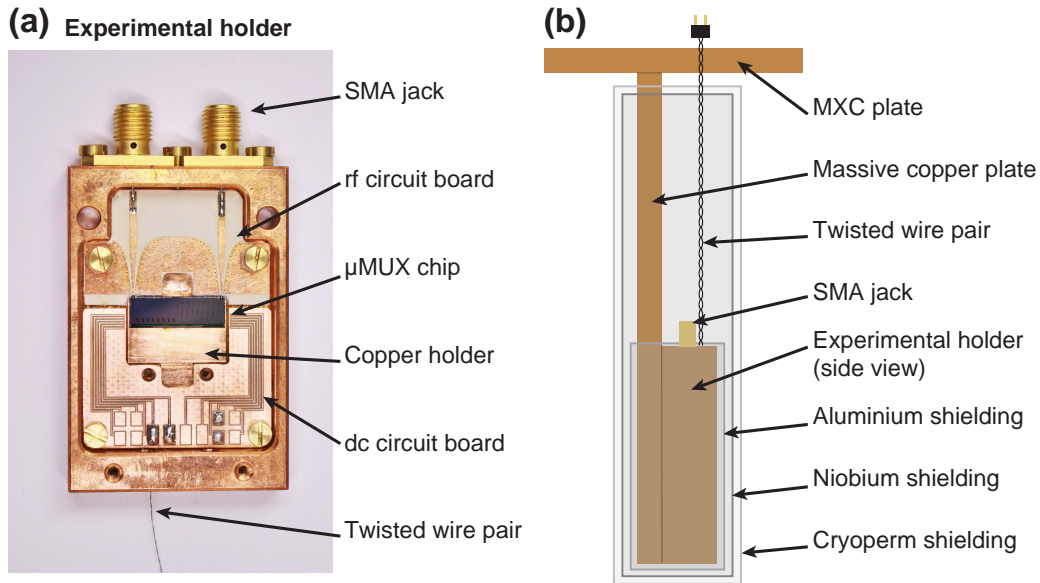 (a) Experimental holder
SMA jack
rf circuit board
µMUX chip
Copper holder
dc circuit board
Twisted wire pair
(b)
MXC plate
Massive copper plate
Twisted wire pair
SMA jack
Experimental holder
(side view)
Aluminium shielding
Niobium shielding
Cryoperm shielding